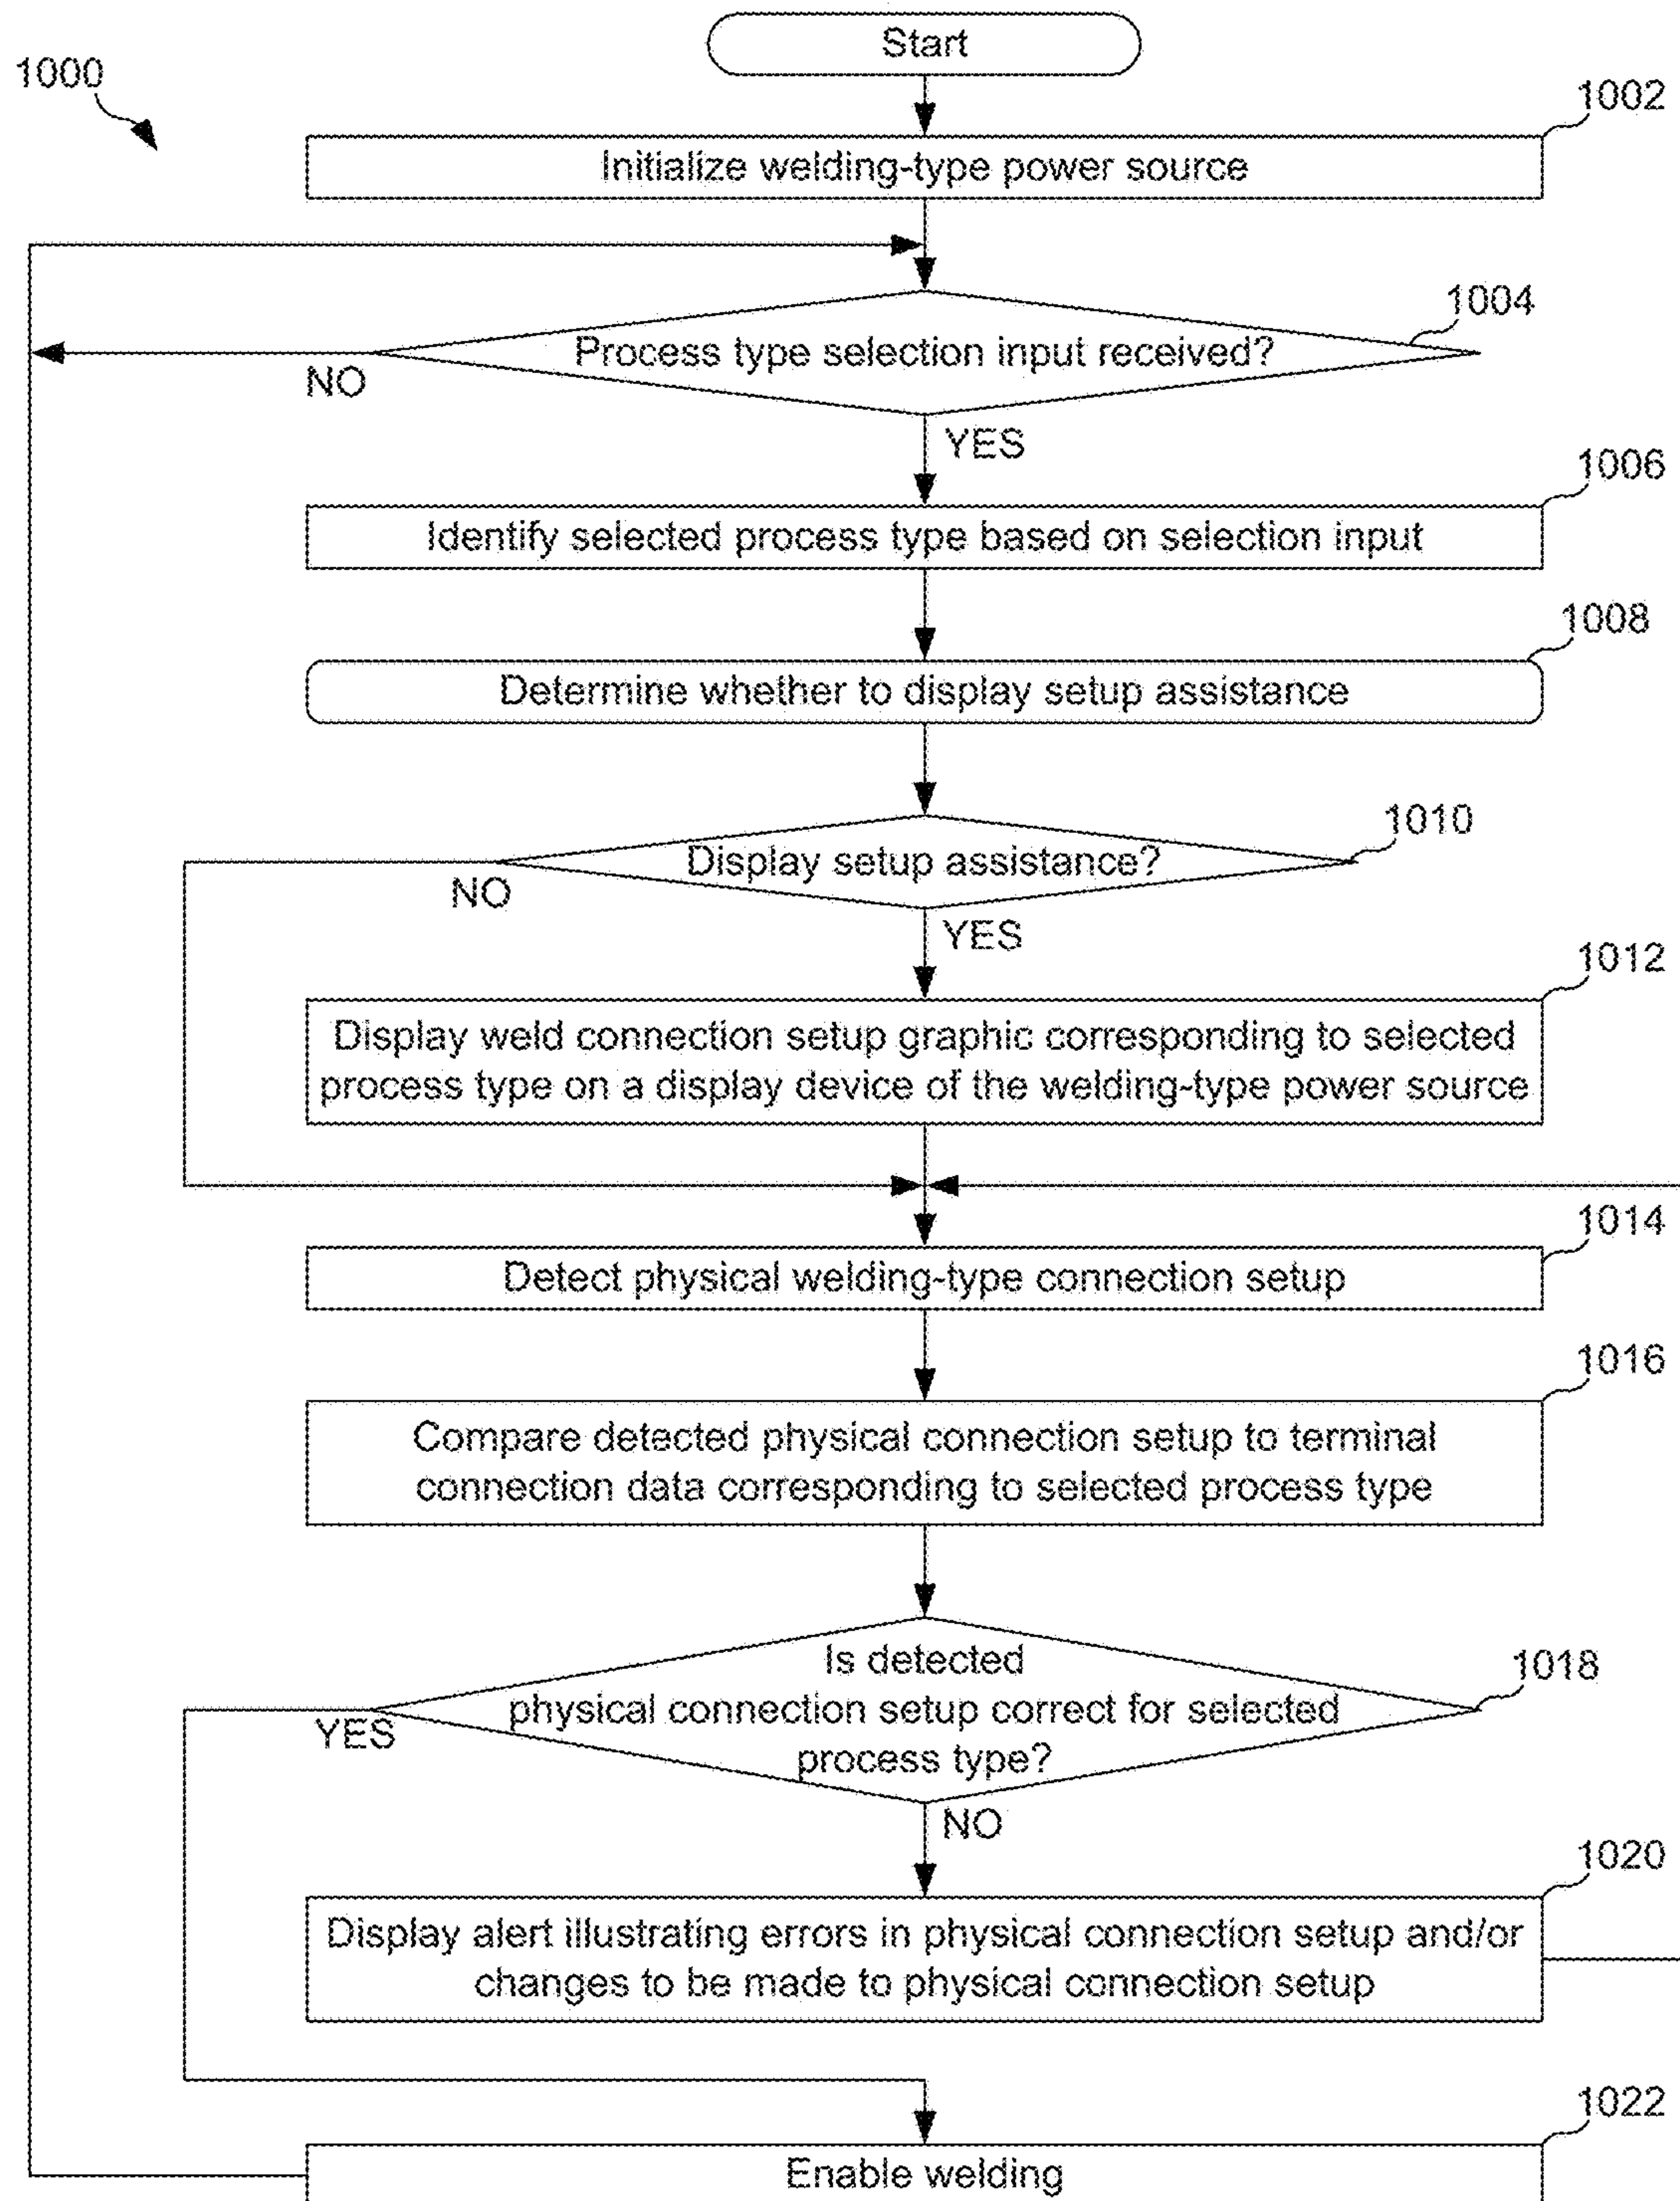 Start
1000
1002
Initialize welding-type power source
1004
Process type selection input received?
NO
YES
1006
Identify selected process type based on selection input
1008
Determine whether to display setup assistance
1010
Display setup assistance?
NO
YES
1012
Display weld connection setup graphic corresponding to selected
process type on a display device of the welding-type power source
1014
Detect physical welding-type connection setup
1016
Compare detected physical connection setup to terminal
connection data corresponding to selected process type
1018
Is detected
physical connection setup correct for selected
process type?
YES
NO
1020
Display alert illustrating errors in physical connection setup and/or
changes to be made to physical connection setup
1022
Enable welding